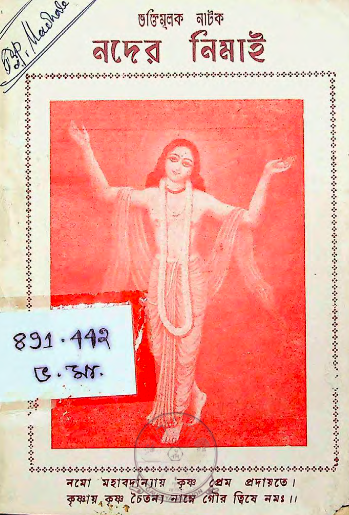 ভক্তিমূলক নাটক
নদের নিমাই
৪৯১.৪৪২
ভ.আ.
নমো মহাবদান্যায় কৃষ্ণ প্রেম প্রদায়তে।
কৃষ্ণায় কৃষ্ণ চৈতন্য নাম্নে গৌর ত্বিষে নমঃ।।